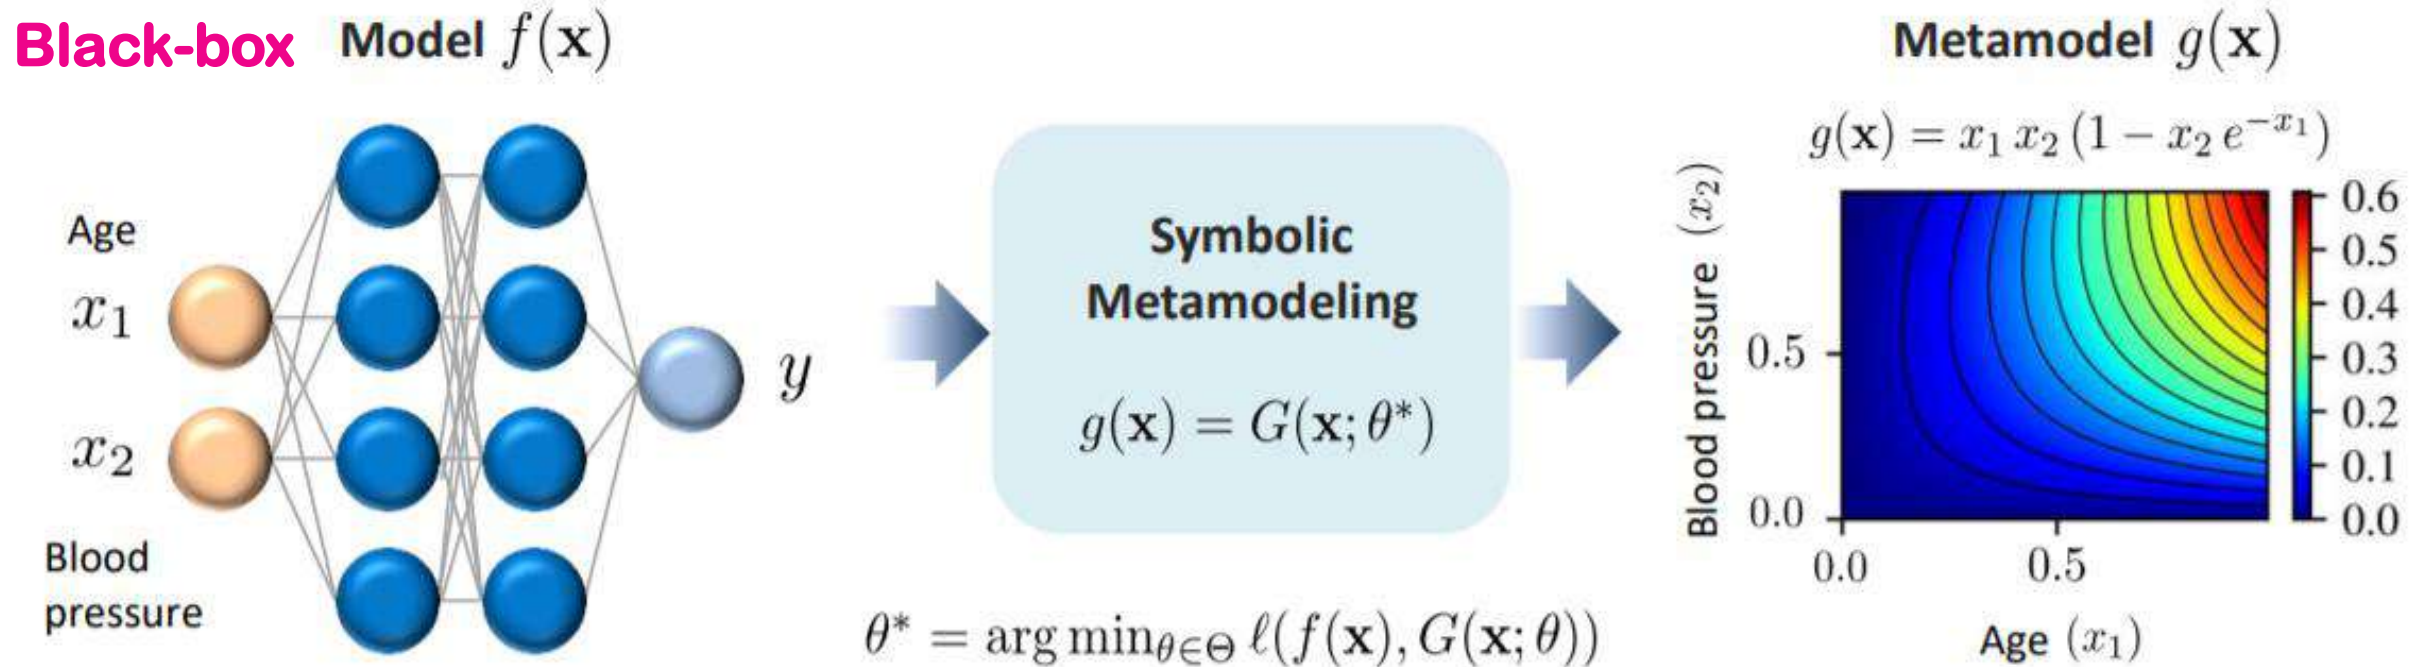 Black-box Model f(x)
Age
x₁
x₂
Blood
pressure
y
Symbolic
Metamodeling
g(x) = G(x; θ*)
θ* = arg min_{θ∈Θ} ℓ(f(x), G(x; θ))
Metamodel g(x)
g(x) = x₁ x₂ (1 − x₂ e^{−x₁})
Blood pressure (x₂)
0.5
0.0
0.0 0.5
Age (x₁)
0.6
0.5
0.4
0.3
0.2
0.1
0.0